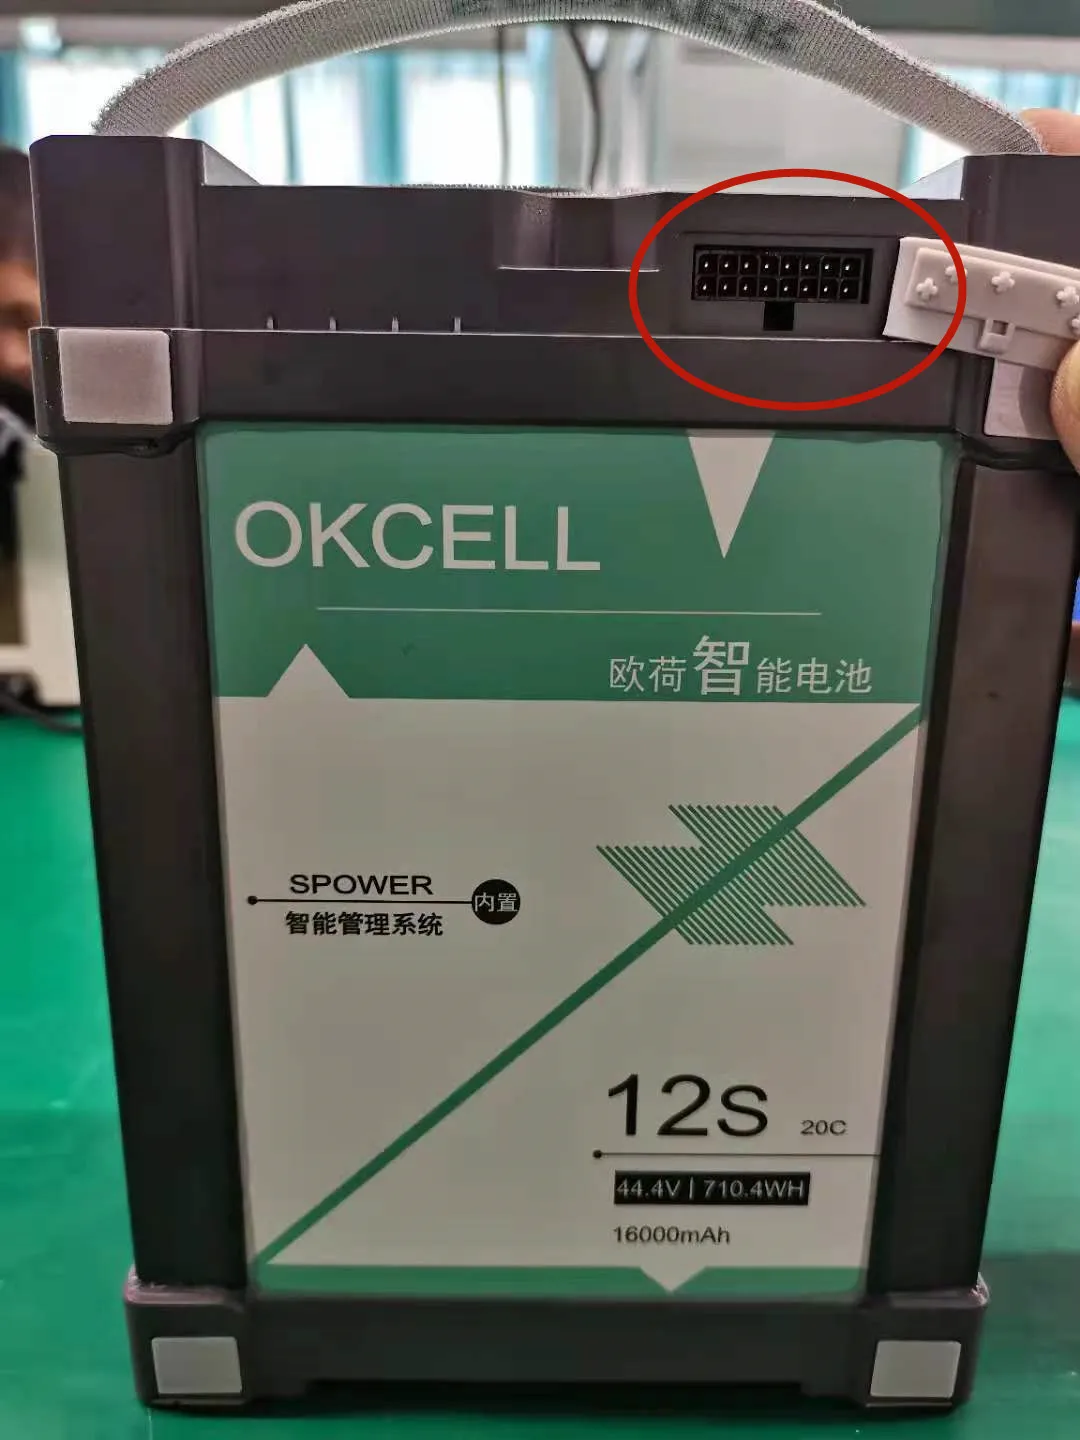 OKCELL
欧荷智能电池
SPOWER
内置
智能管理系统
12S 20C
44.4V | 710.4WH
16000mAh